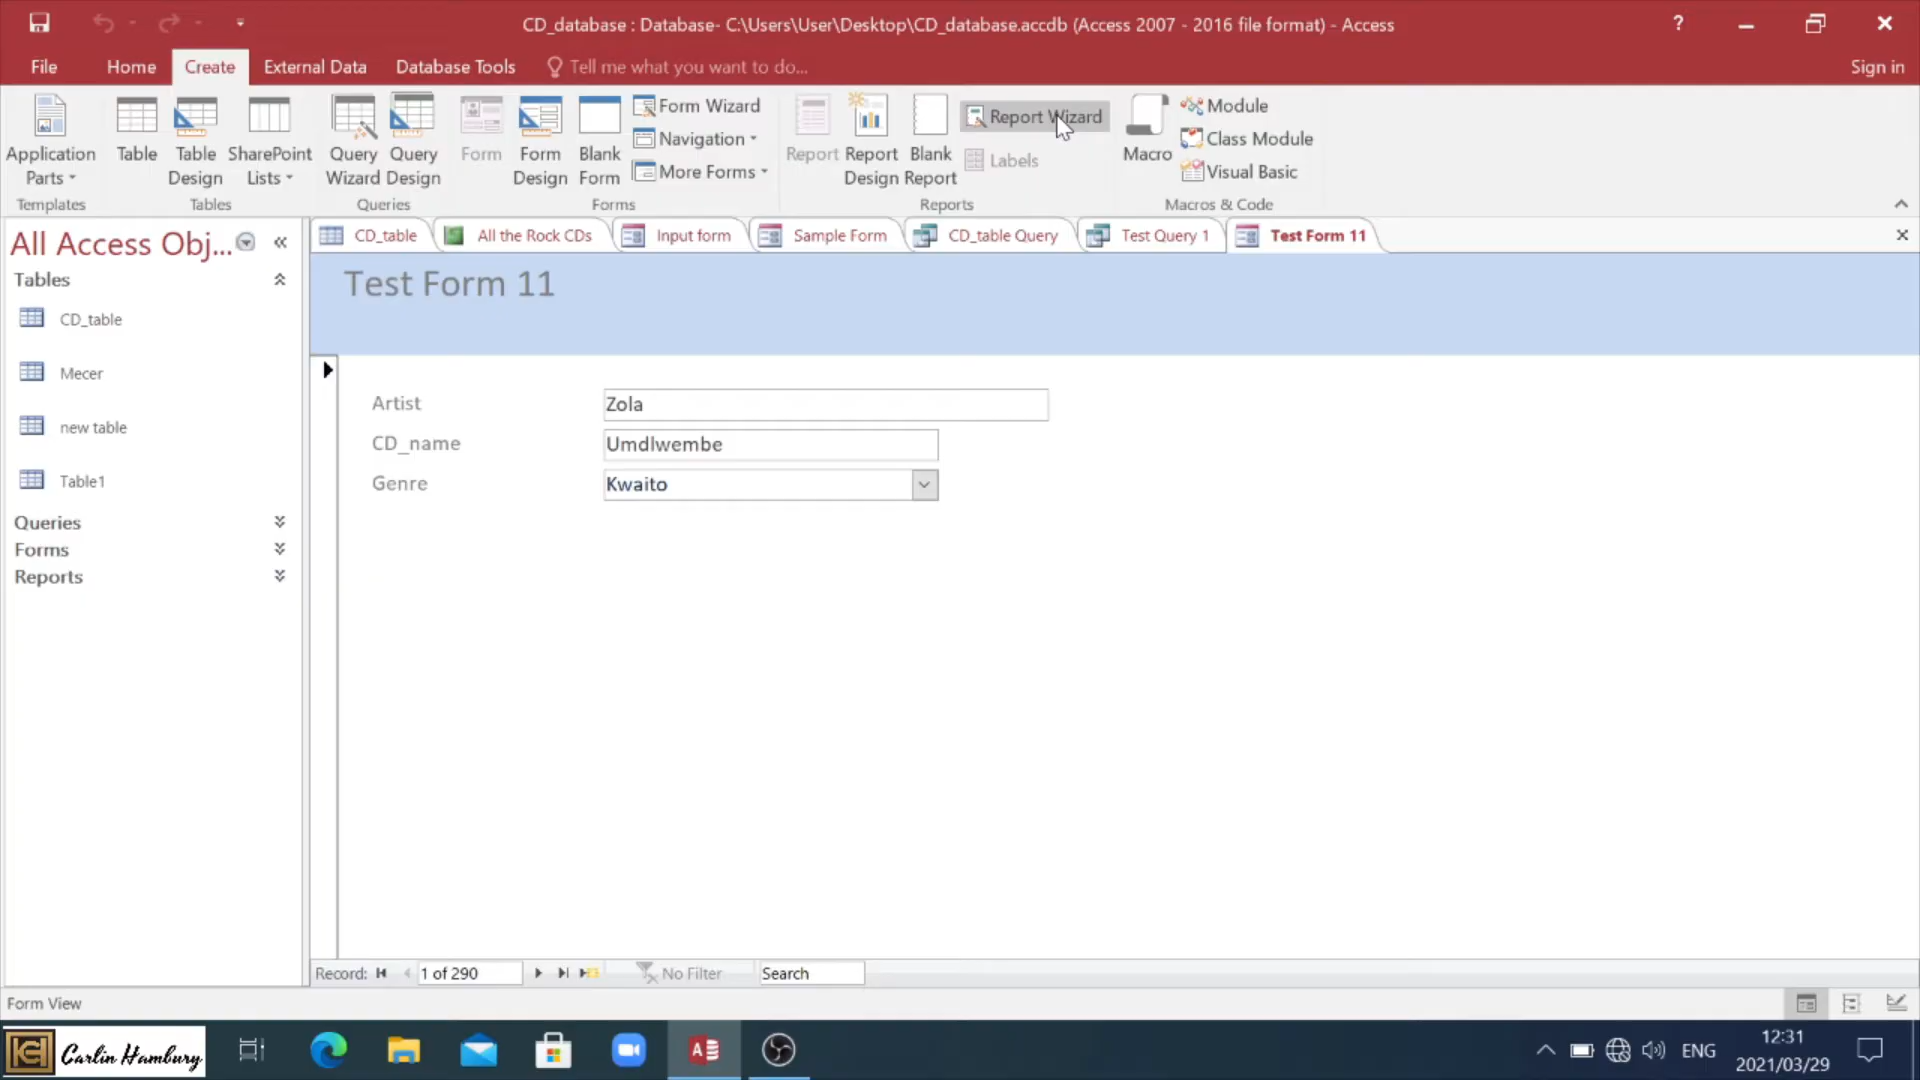 CD_database : Database- C:\Users\User\Desktop\CD_database.accdb (Access 2007 - 2016 file format) - Access
?
File Home Create External Data Database Tools Tell me what you want to do... Sign in
Application Parts
Table
Table Design
SharePoint Lists
Query Wizard
Query Design
Form
Form Design
Blank Form
Form Wizard
Navigation
More Forms
Report
Report Design
Blank Report
Report Wizard
Labels
Macro
Module
Class Module
Visual Basic
Templates Tables Queries Forms Reports Macros & Code
All Access Obj...
CD_table All the Rock CDs Input form Sample Form CD_table Query Test Query 1 Test Form 11
Tables
CD_table
Mecer
new table
Table1
Queries
Forms
Reports
Test Form 11
Artist Zola
CD_name Umdlwembe
Genre Kwaito
Record: 1 of 290 No Filter Search
Form View
Carlin Hambury
ENG
12:31
2021/03/29